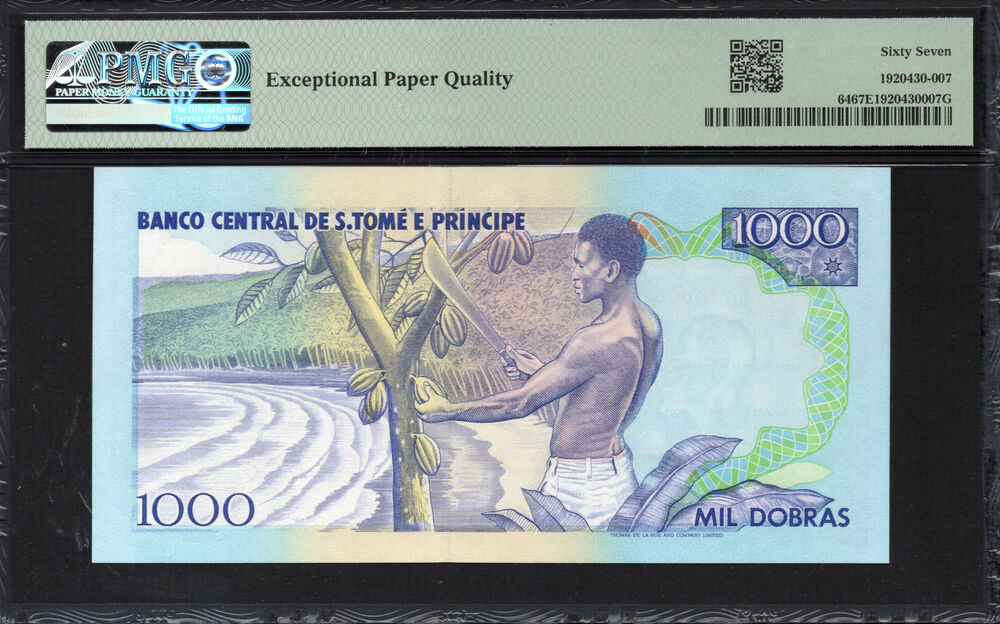 PMG
PAPER MONEY GUARANTY
The Official Grading
Service of the ANA
Exceptional Paper Quality
Sixty Seven
1920430-007
6467E1920430007G
BANCO CENTRAL DE S.TOMÉ E PRÍNCIPE
1000
1000
MIL DOBRAS
THOMAS DE LA RUE AND COMPANY LIMITED